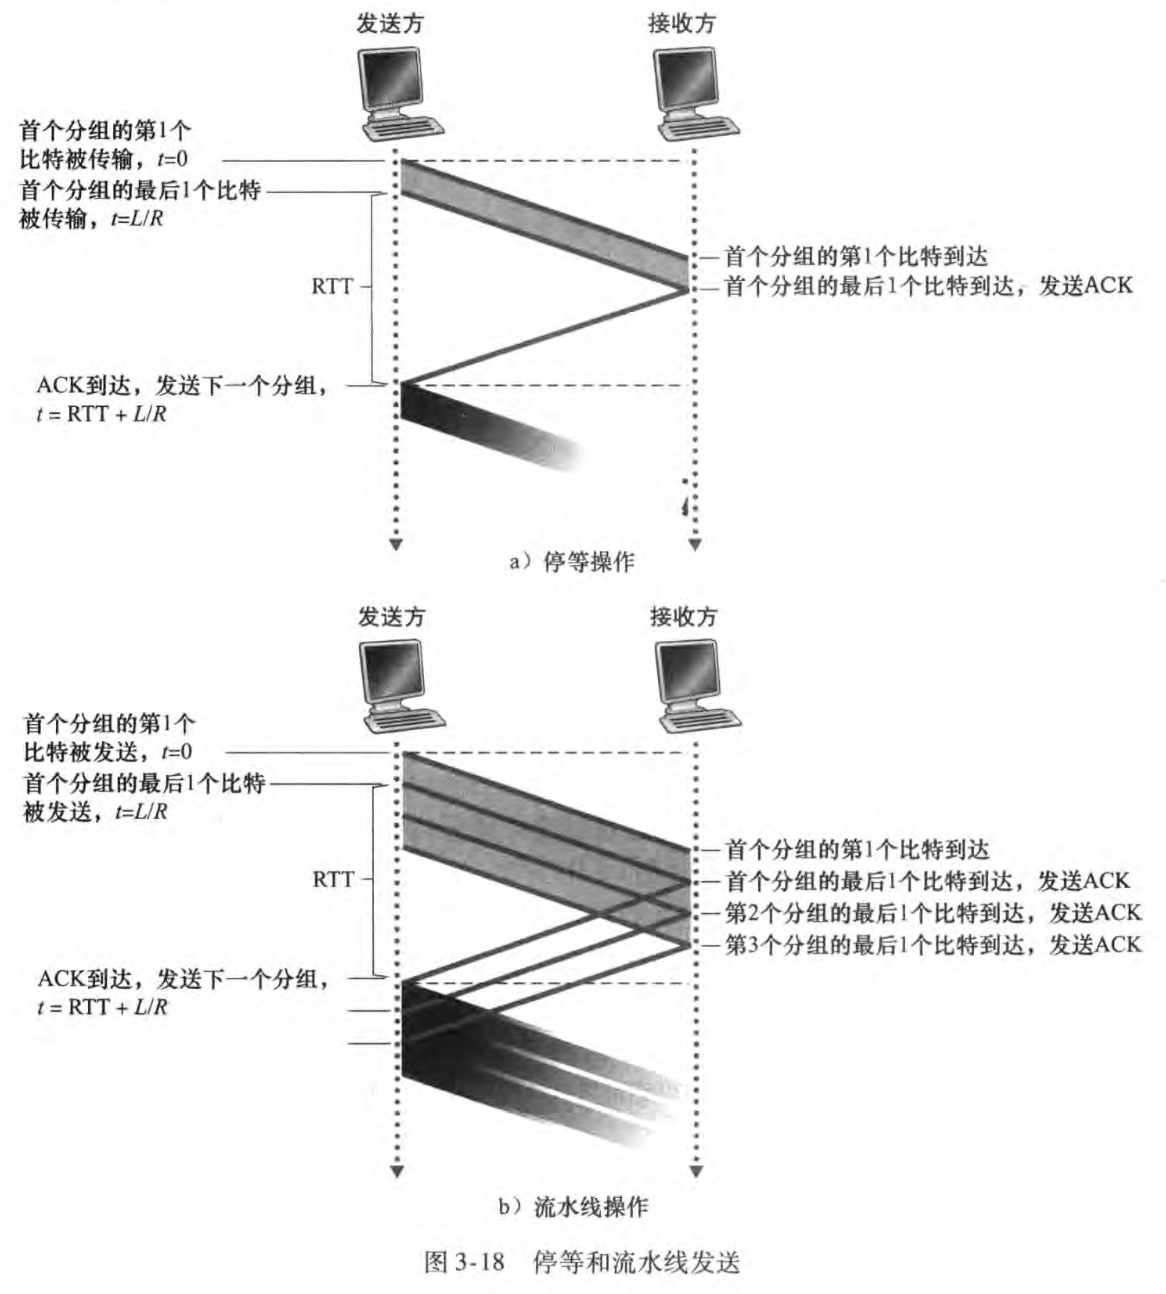 发送方
接收方
首个分组的第1个
比特被传输，t=0
首个分组的最后1个比特
被传输，t=L/R
首个分组的第1个比特到达
首个分组的最后1个比特到达，发送ACK
RTT
ACK到达，发送下一个分组，
t = RTT + L/R
a）停等操作
发送方
接收方
首个分组的第1个
比特被发送，t=0
首个分组的最后1个比特
被发送，t=L/R
首个分组的第1个比特到达
首个分组的最后1个比特到达，发送ACK
第2个分组的最后1个比特到达，发送ACK
第3个分组的最后1个比特到达，发送ACK
RTT
ACK到达，发送下一个分组，
t = RTT + L/R
b）流水线操作
图 3-18 停等和流水线发送